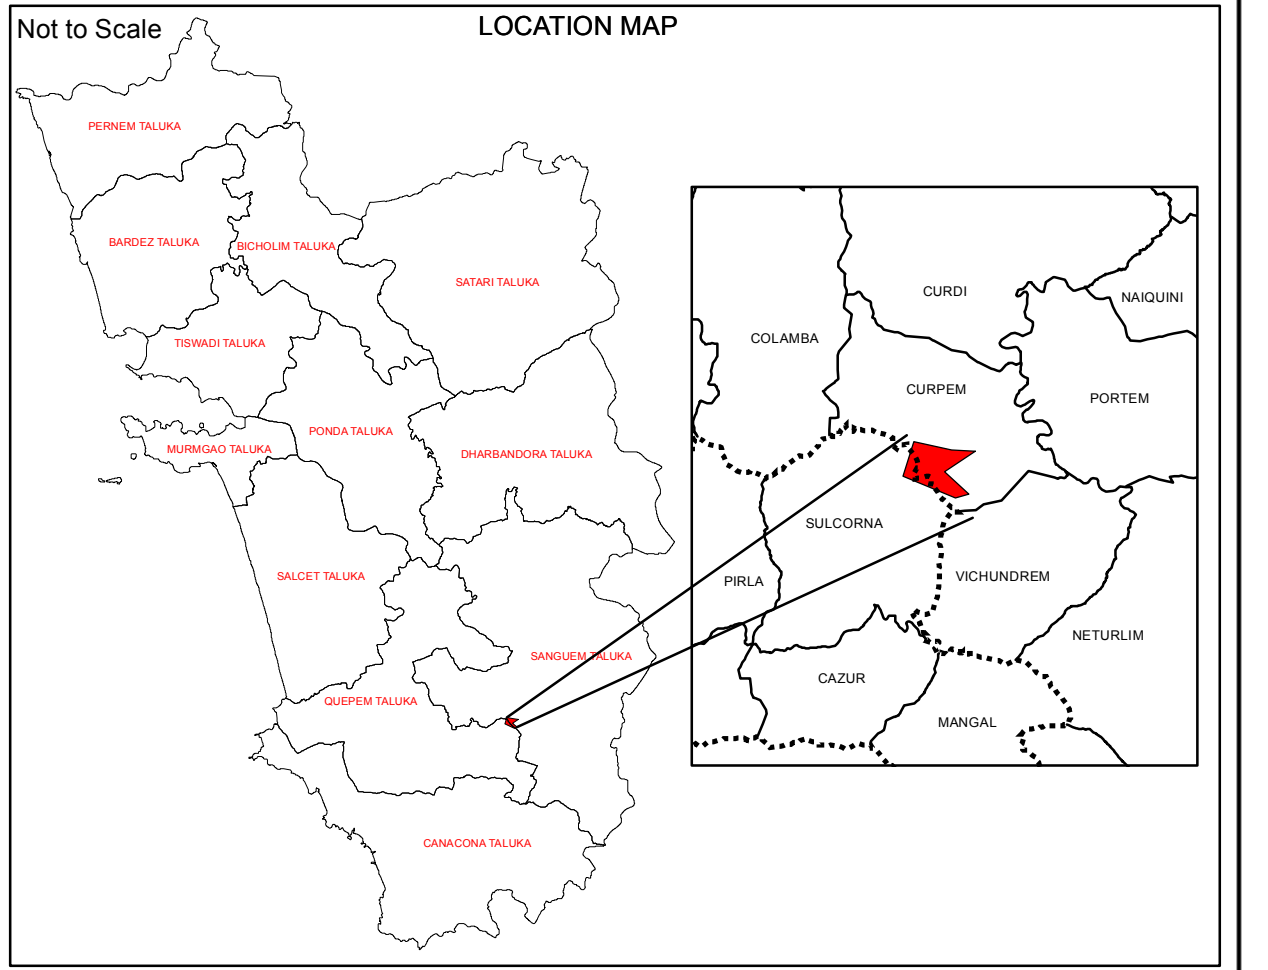 Not to Scale
LOCATION MAP
PERNEM TALUKA
BARDEZ TALUKA
BICHOLIM TALUKA
SATARI TALUKA
TISWADI TALUKA
PONDA TALUKA
MURMGAO TALUKA
DHARBANDORA TALUKA
SALCET TALUKA
SANGUEM TALUKA
QUEPEM TALUKA
CANACONA TALUKA
CURDI
NAIQUINI
COLAMBA
CURPEM
PORTEM
SULCORNA
PIRLA
VICHUNDREM
NETURLIM
CAZUR
MANGAL